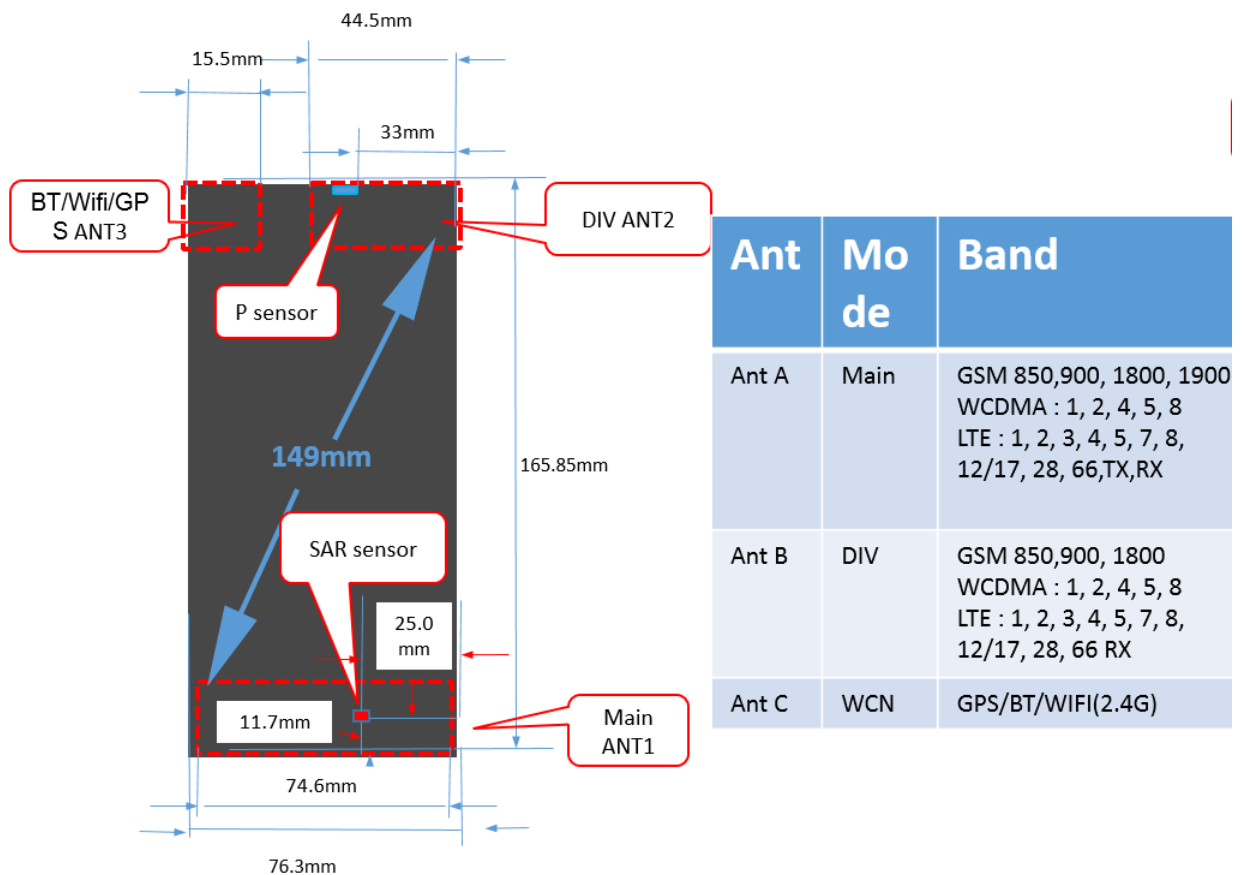 44.5mm
15.5mm
33mm
BT/Wifi/GP
S ANT3
DIV ANT2
P sensor
149mm
165.85mm
SAR sensor
25.0
mm
11.7mm
Main
ANT1
74.6mm
76.3mm
Ant
Mo
de
Band
Ant A
Main
GSM 850,900, 1800, 1900
WCDMA : 1, 2, 4, 5, 8
LTE : 1, 2, 3, 4, 5, 7, 8,
12/17, 28, 66,TX,RX
Ant B
DIV
GSM 850,900, 1800
WCDMA : 1, 2, 4, 5, 8
LTE : 1, 2, 3, 4, 5, 7, 8,
12/17, 28, 66 RX
Ant C
WCN
GPS/BT/WIFI(2.4G)